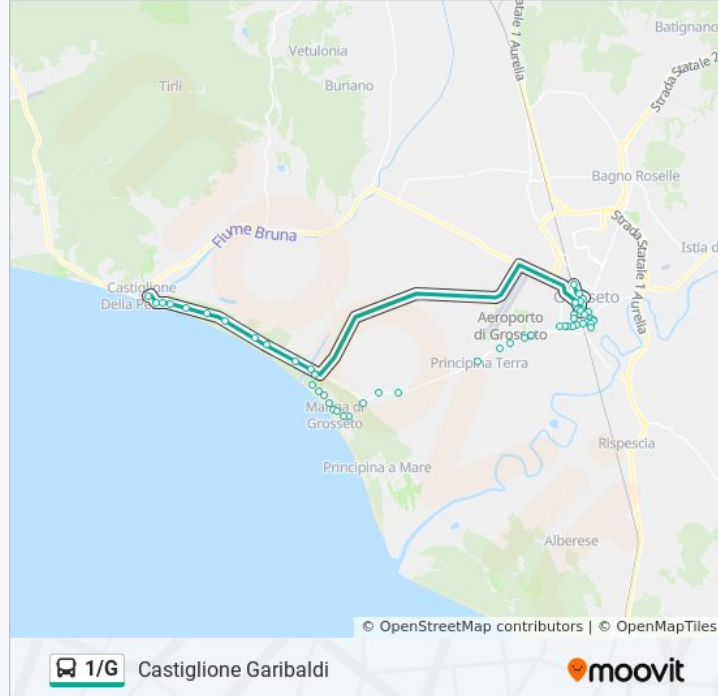 Batignano
Vetulonia
Strada Statale 1 Aurelia
Strada Statale 2
Tirli
Buriano
Bagno Roselle
Fiume Bruna
Strada Statale 1 Aurelia
Istia d
Castiglione
Della Pe
Grosseto
Aeroporto
di Grosseto
Principina Terra
Marina di
Grosseto
Rispescia
Principina a Mare
Alberese
© OpenStreetMap contributors | © OpenMapTiles
1/G Castiglione Garibaldi
moovit